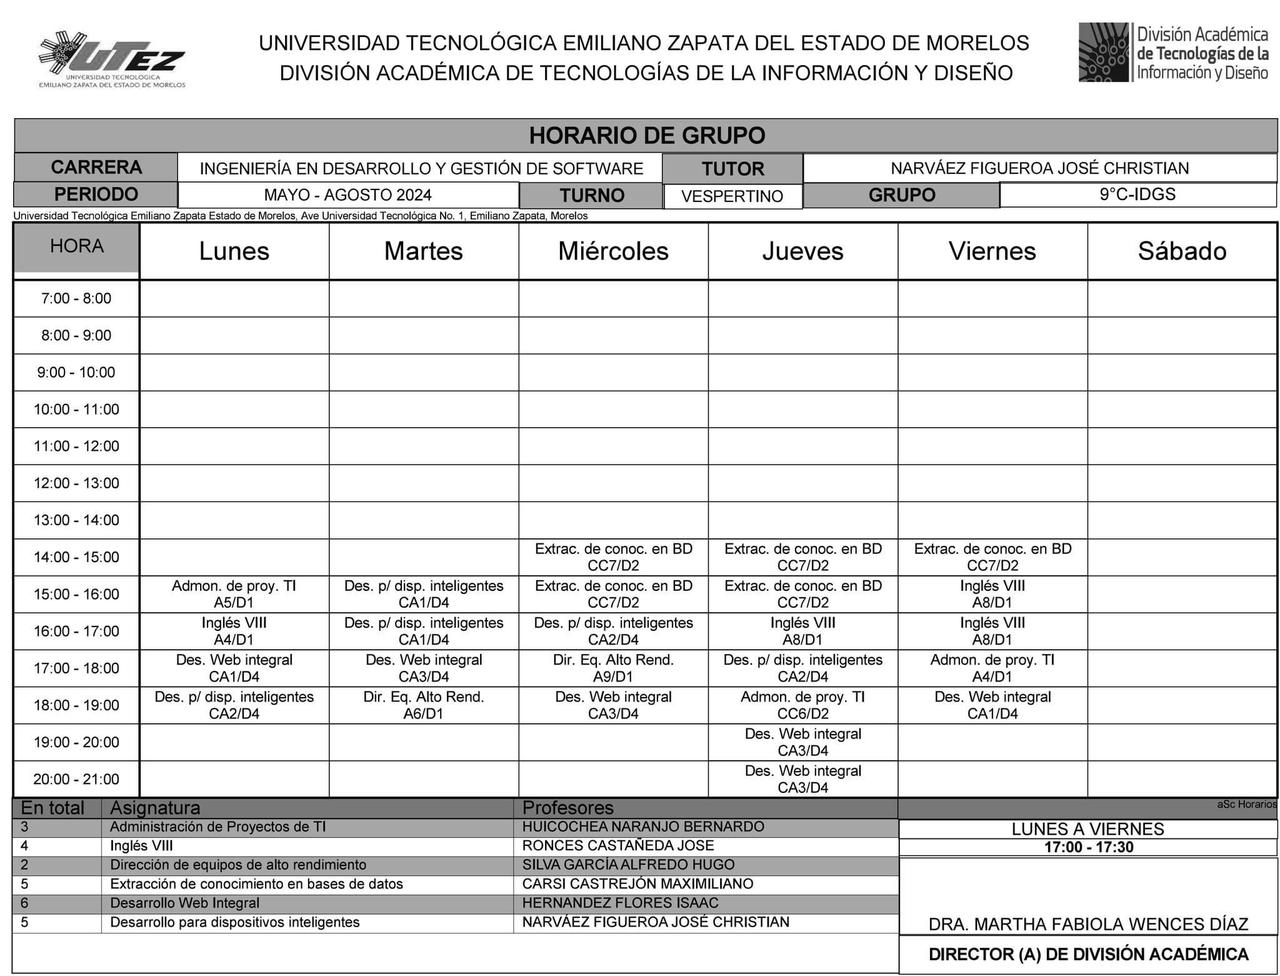 UTEZ
UNIVERSIDAD TECNOLÓGICA
EMILIANO ZAPATA DEL ESTADO DE MORELOS
UNIVERSIDAD TECNOLÓGICA EMILIANO ZAPATA DEL ESTADO DE MORELOS
DIVISIÓN ACADÉMICA DE TECNOLOGÍAS DE LA INFORMACIÓN Y DISEÑO
División Académica
de Tecnologías de la
Información y Diseño
HORARIO DE GRUPO
CARRERA INGENIERÍA EN DESARROLLO Y GESTIÓN DE SOFTWARE TUTOR NARVÁEZ FIGUEROA JOSÉ CHRISTIAN
PERIODO MAYO - AGOSTO 2024 TURNO VESPERTINO GRUPO 9°C-IDGS
Universidad Tecnológica Emiliano Zapata Estado de Morelos, Ave Universidad Tecnológica No. 1, Emiliano Zapata, Morelos
HORA Lunes Martes Miércoles Jueves Viernes Sábado
7:00 - 8:00
8:00 - 9:00
9:00 - 10:00
10:00 - 11:00
11:00 - 12:00
12:00 - 13:00
13:00 - 14:00
14:00 - 15:00 Extrac. de conoc. en BD Extrac. de conoc. en BD Extrac. de conoc. en BD
CC7/D2 CC7/D2 CC7/D2
15:00 - 16:00 Admon. de proy. TI Des. p/ disp. inteligentes Extrac. de conoc. en BD Extrac. de conoc. en BD Inglés VIII
A5/D1 CA1/D4 CC7/D2 CC7/D2 A8/D1
16:00 - 17:00 Inglés VIII Des. p/ disp. inteligentes Des. p/ disp. inteligentes Inglés VIII Inglés VIII
A4/D1 CA1/D4 CA2/D4 A8/D1 A8/D1
17:00 - 18:00 Des. Web integral Des. Web integral Dir. Eq. Alto Rend. Des. p/ disp. inteligentes Admon. de proy. TI
CA1/D4 CA3/D4 A9/D1 CA2/D4 A4/D1
18:00 - 19:00 Des. p/ disp. inteligentes Dir. Eq. Alto Rend. Des. Web integral Admon. de proy. TI Des. Web integral
CA2/D4 A6/D1 CA3/D4 CC6/D2 CA1/D4
19:00 - 20:00 Des. Web integral
CA3/D4
20:00 - 21:00 Des. Web integral
CA3/D4
En total Asignatura Profesores aSc Horarios
3 Administración de Proyectos de TI HUICOCHEA NARANJO BERNARDO LUNES A VIERNES
4 Inglés VIII RONCES CASTAÑEDA JOSE 17:00 - 17:30
2 Dirección de equipos de alto rendimiento SILVA GARCÍA ALFREDO HUGO
5 Extracción de conocimiento en bases de datos CARSI CASTREJÓN MAXIMILIANO
6 Desarrollo Web Integral HERNANDEZ FLORES ISAAC
5 Desarrollo para dispositivos inteligentes NARVÁEZ FIGUEROA JOSÉ CHRISTIAN DRA. MARTHA FABIOLA WENCES DÍAZ
DIRECTOR (A) DE DIVISIÓN ACADÉMICA